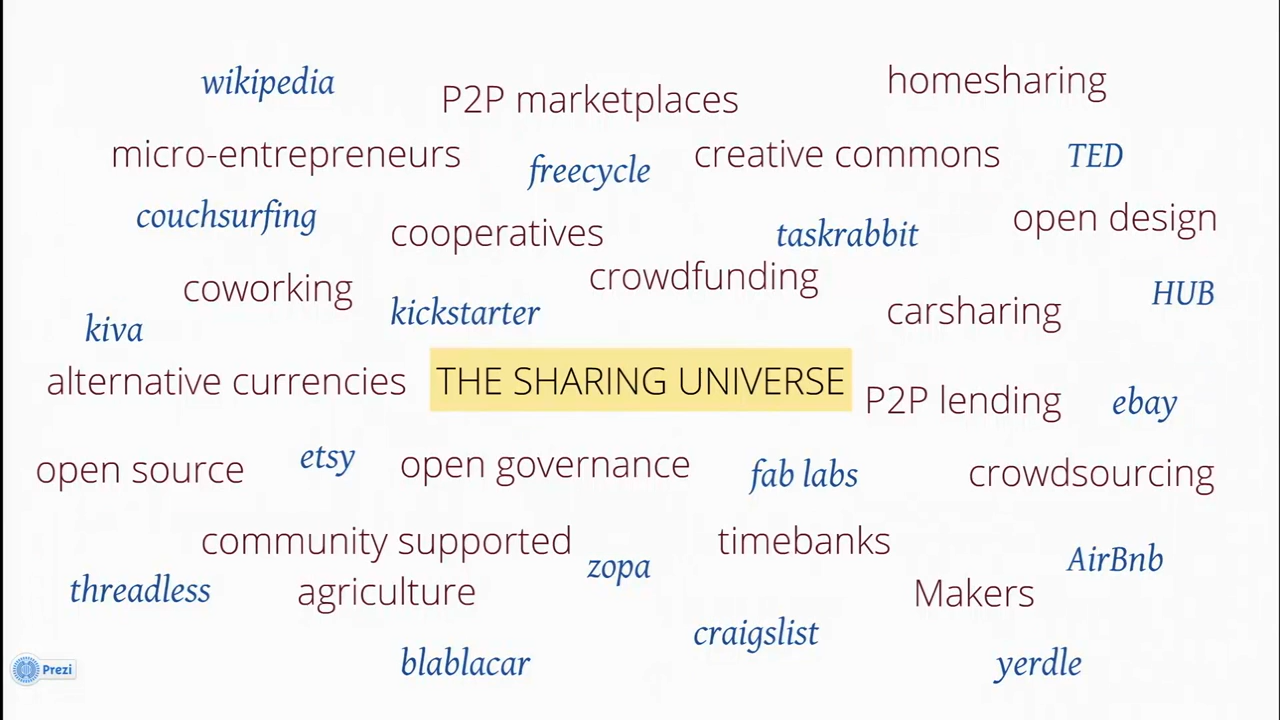 wikipedia
P2P marketplaces
homesharing
micro-entrepreneurs
freecycle
creative commons
TED
couchsurfing
cooperatives
taskrabbit
open design
coworking
crowdfunding
kickstarter
carsharing
HUB
kiva
alternative currencies
THE SHARING UNIVERSE
P2P lending
ebay
open source
etsy
open governance
fab labs
crowdsourcing
community supported
agriculture
timebanks
zopa
AirBnb
threadless
Makers
craigslist
blablacar
yerdle
Prezi